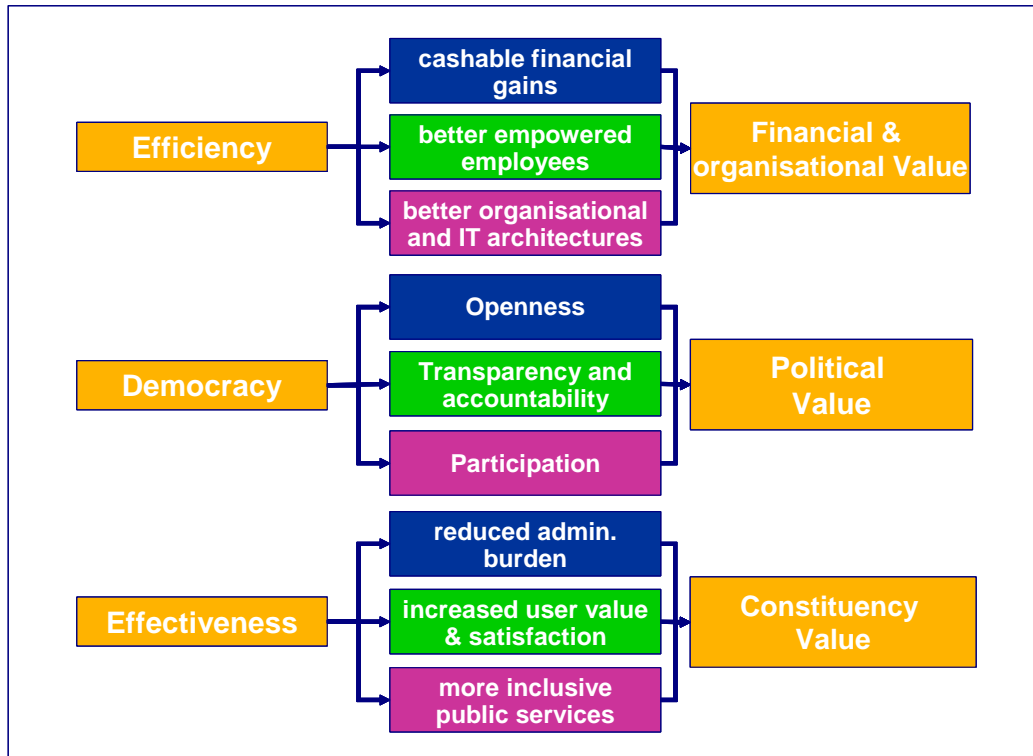 Efficiency
cashable financial
gains
better empowered
employees
better organisational
and IT architectures
Financial &
organisational Value
Democracy
Openness
Transparency and
accountability
Participation
Political
Value
Effectiveness
reduced admin.
burden
increased user value
& satisfaction
more inclusive
public services
Constituency
Value